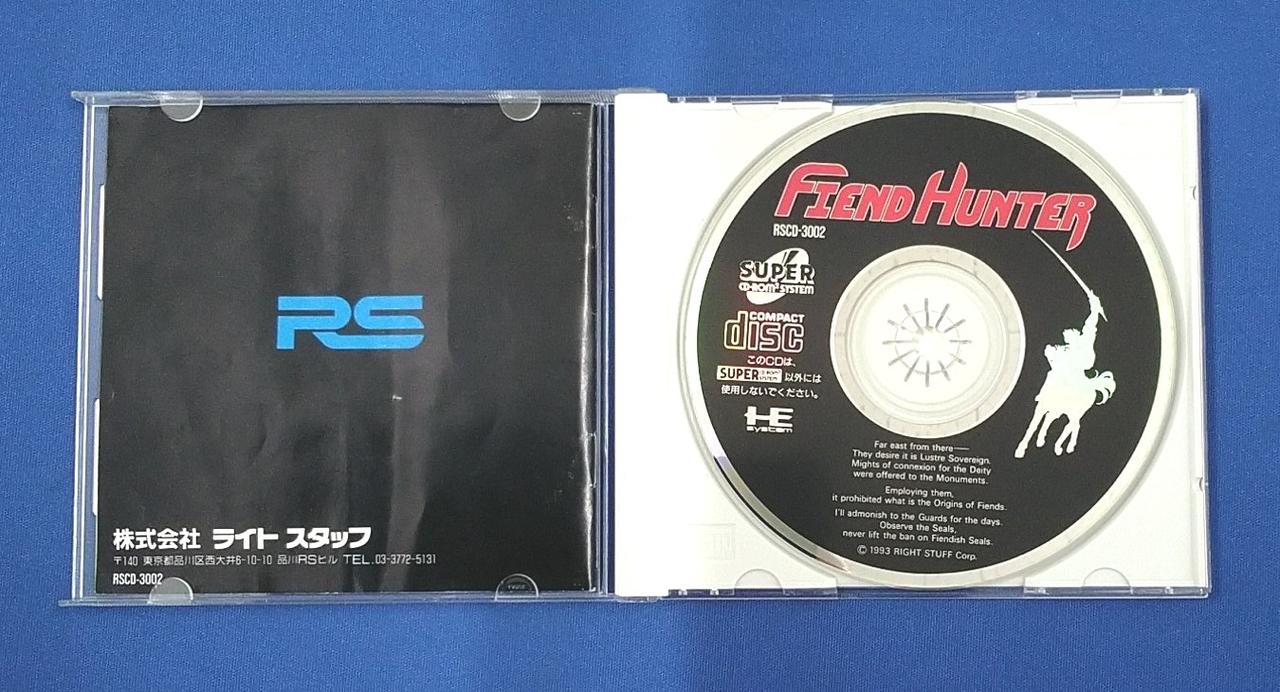 RS
株式会社 ライト スタッフ
〒140 東京都品川区西大井6-10-10 品川RSビル TEL.03-3772-5131
RSCD-3002
FIEND HUNTER
RSCD-3002
SUPER
CD-ROM² SYSTEM
COMPACT
disc
このCDは、
SUPER CD-ROM² SYSTEM 以外には
使用しないでください。
HE
system
Far east from there—
They desire it is Lustre Sovereign.
Mights of connexion for the Deity
were offered to the Monuments.
Employing them,
it prohibited what is the Origins of Fiends.
I'll admonish to the Guards for the days.
Observe the Seals,
never lift the ban on Fiendish Seals.
© 1993 RIGHT STUFF Corp.